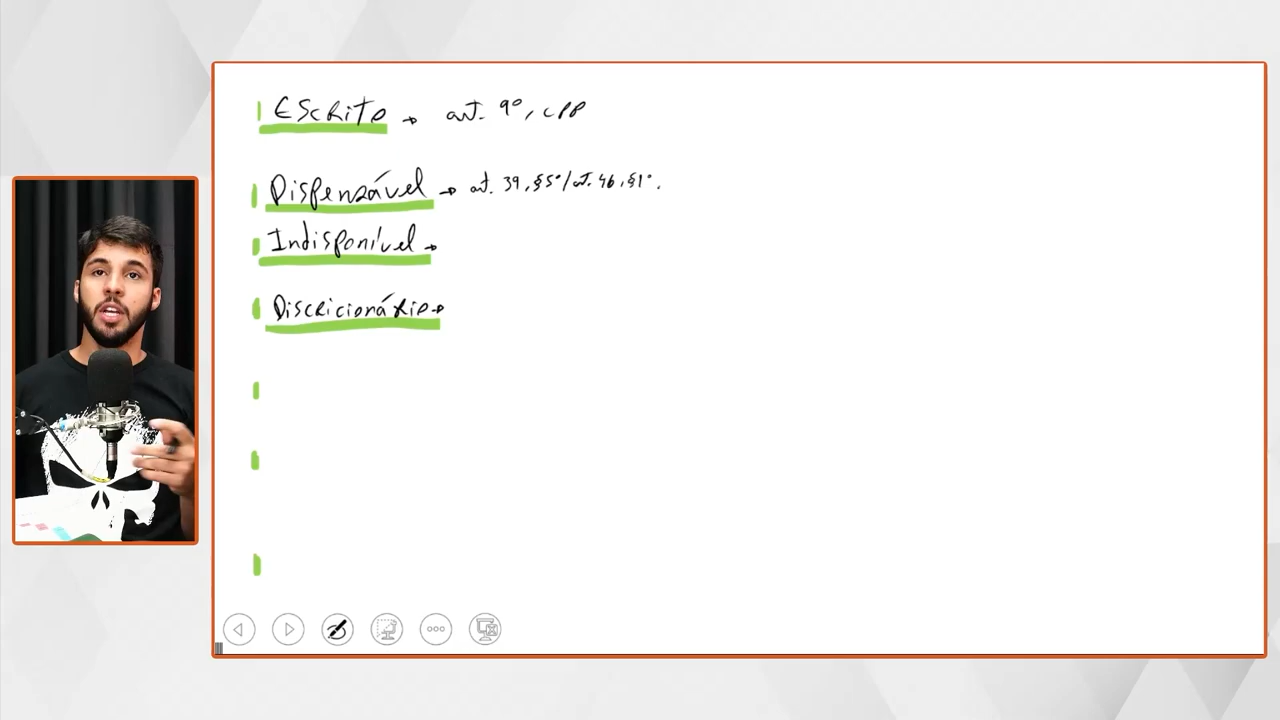 Escrito → art. 9º, CPP
Dispensável → art. 39, §5º/art. 46, §1º.
Indisponível →
Discricionário →